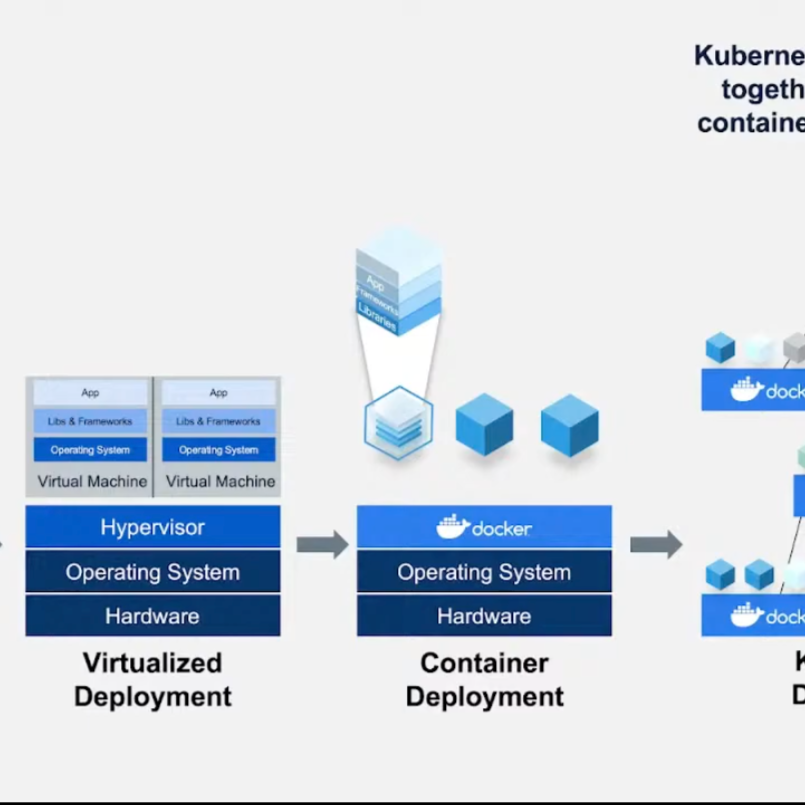 Kuberne
togeth
containe
App
Frameworks
Libraries
App
App
Libs & Frameworks
Libs & Frameworks
Operating System
Operating System
Virtual Machine
Virtual Machine
Hypervisor
Operating System
Hardware
Virtualized
Deployment
docker
Operating System
Hardware
Container
Deployment
dock
dock
K
D